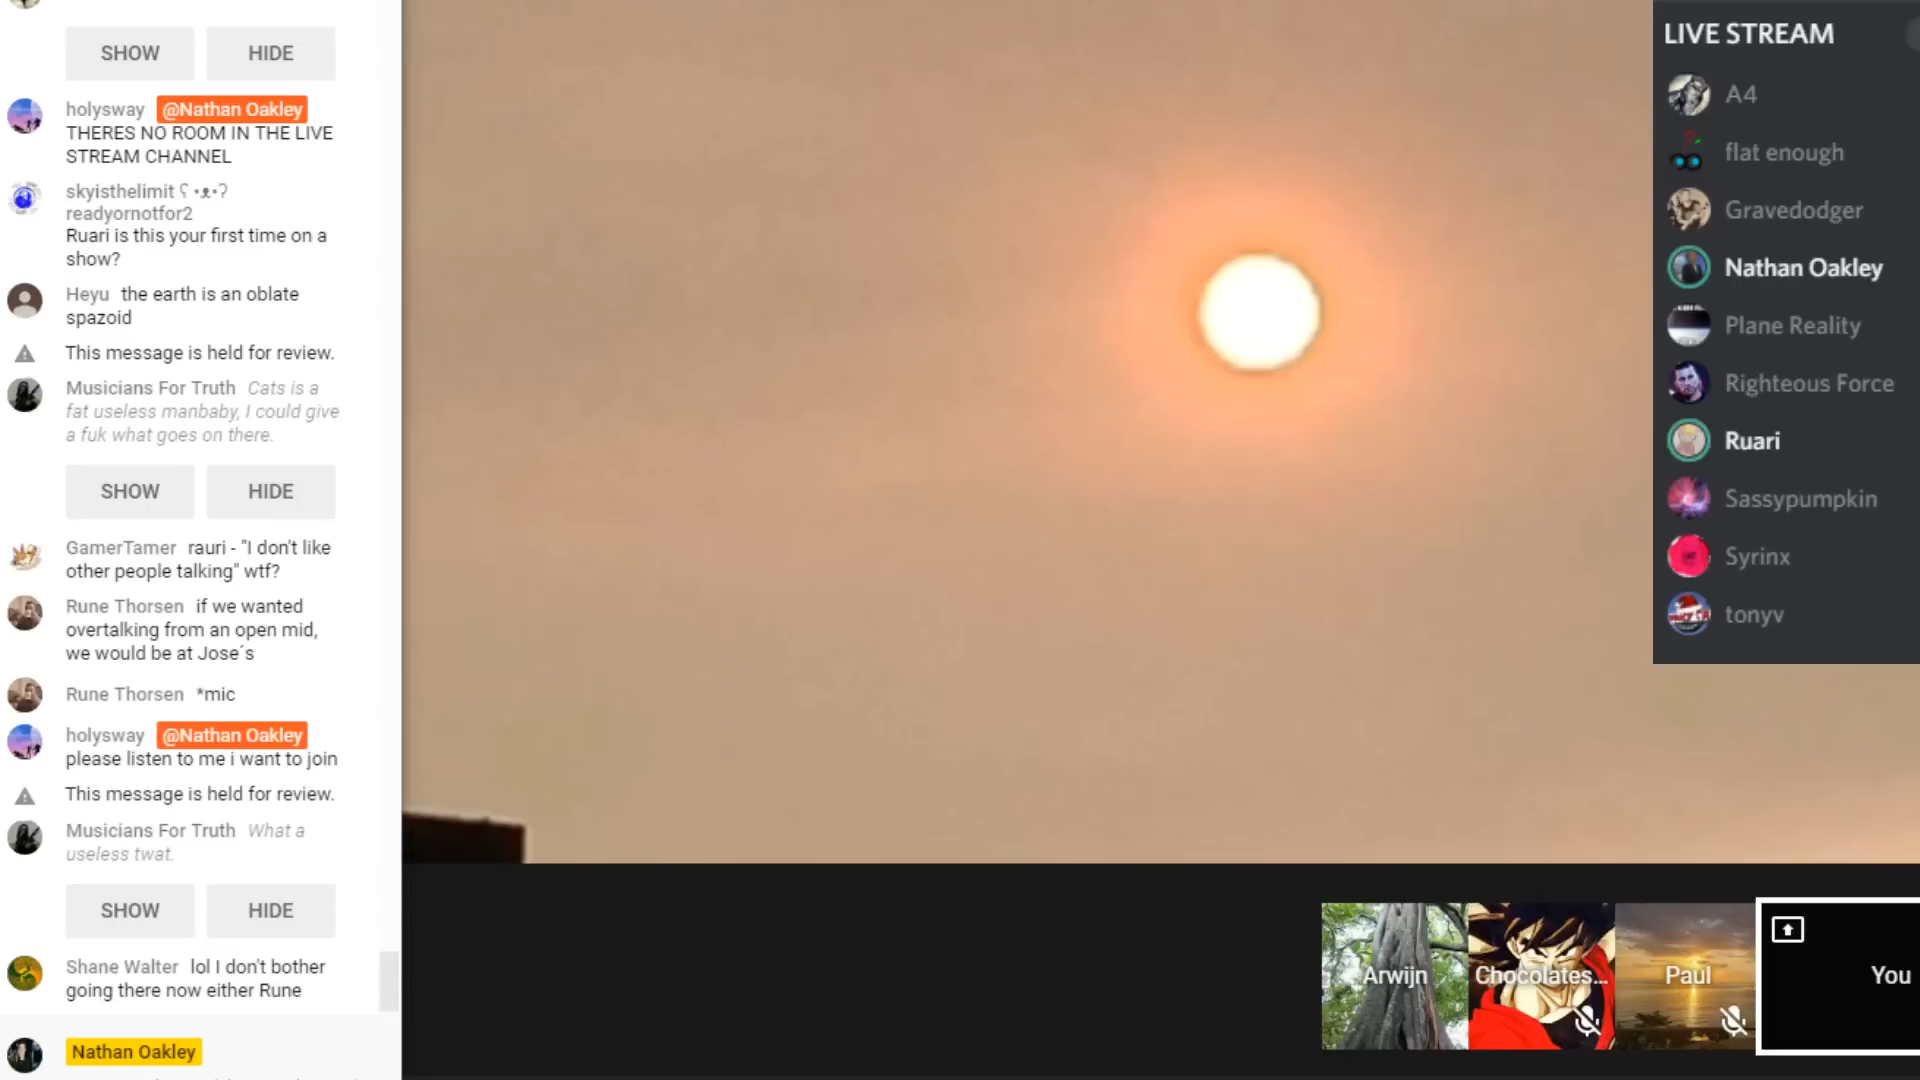 SHOW HIDE
holysway @Nathan Oakley
THERES NO ROOM IN THE LIVE
STREAM CHANNEL
skyisthelimit ʕ •ᴥ•ʔ
readyornotfor2
Ruari is this your first time on a
show?
Heyu the earth is an oblate
spazoid
This message is held for review.
Musicians For Truth Cats is a
fat useless manbaby, I could give
a fuk what goes on there.
SHOW HIDE
GamerTamer rauri - "I don't like
other people talking" wtf?
Rune Thorsen if we wanted
overtalking from an open mid,
we would be at Jose´s
Rune Thorsen *mic
holysway @Nathan Oakley
please listen to me i want to join
This message is held for review.
Musicians For Truth What a
useless twat.
SHOW HIDE
Shane Walter lol I don't bother
going there now either Rune
Nathan Oakley
LIVE STREAM
A4
flat enough
Gravedodger
Nathan Oakley
Plane Reality
Righteous Force
Ruari
Sassypumpkin
Syrinx
tonyv
Arwijn
Chocolates...
Paul
You